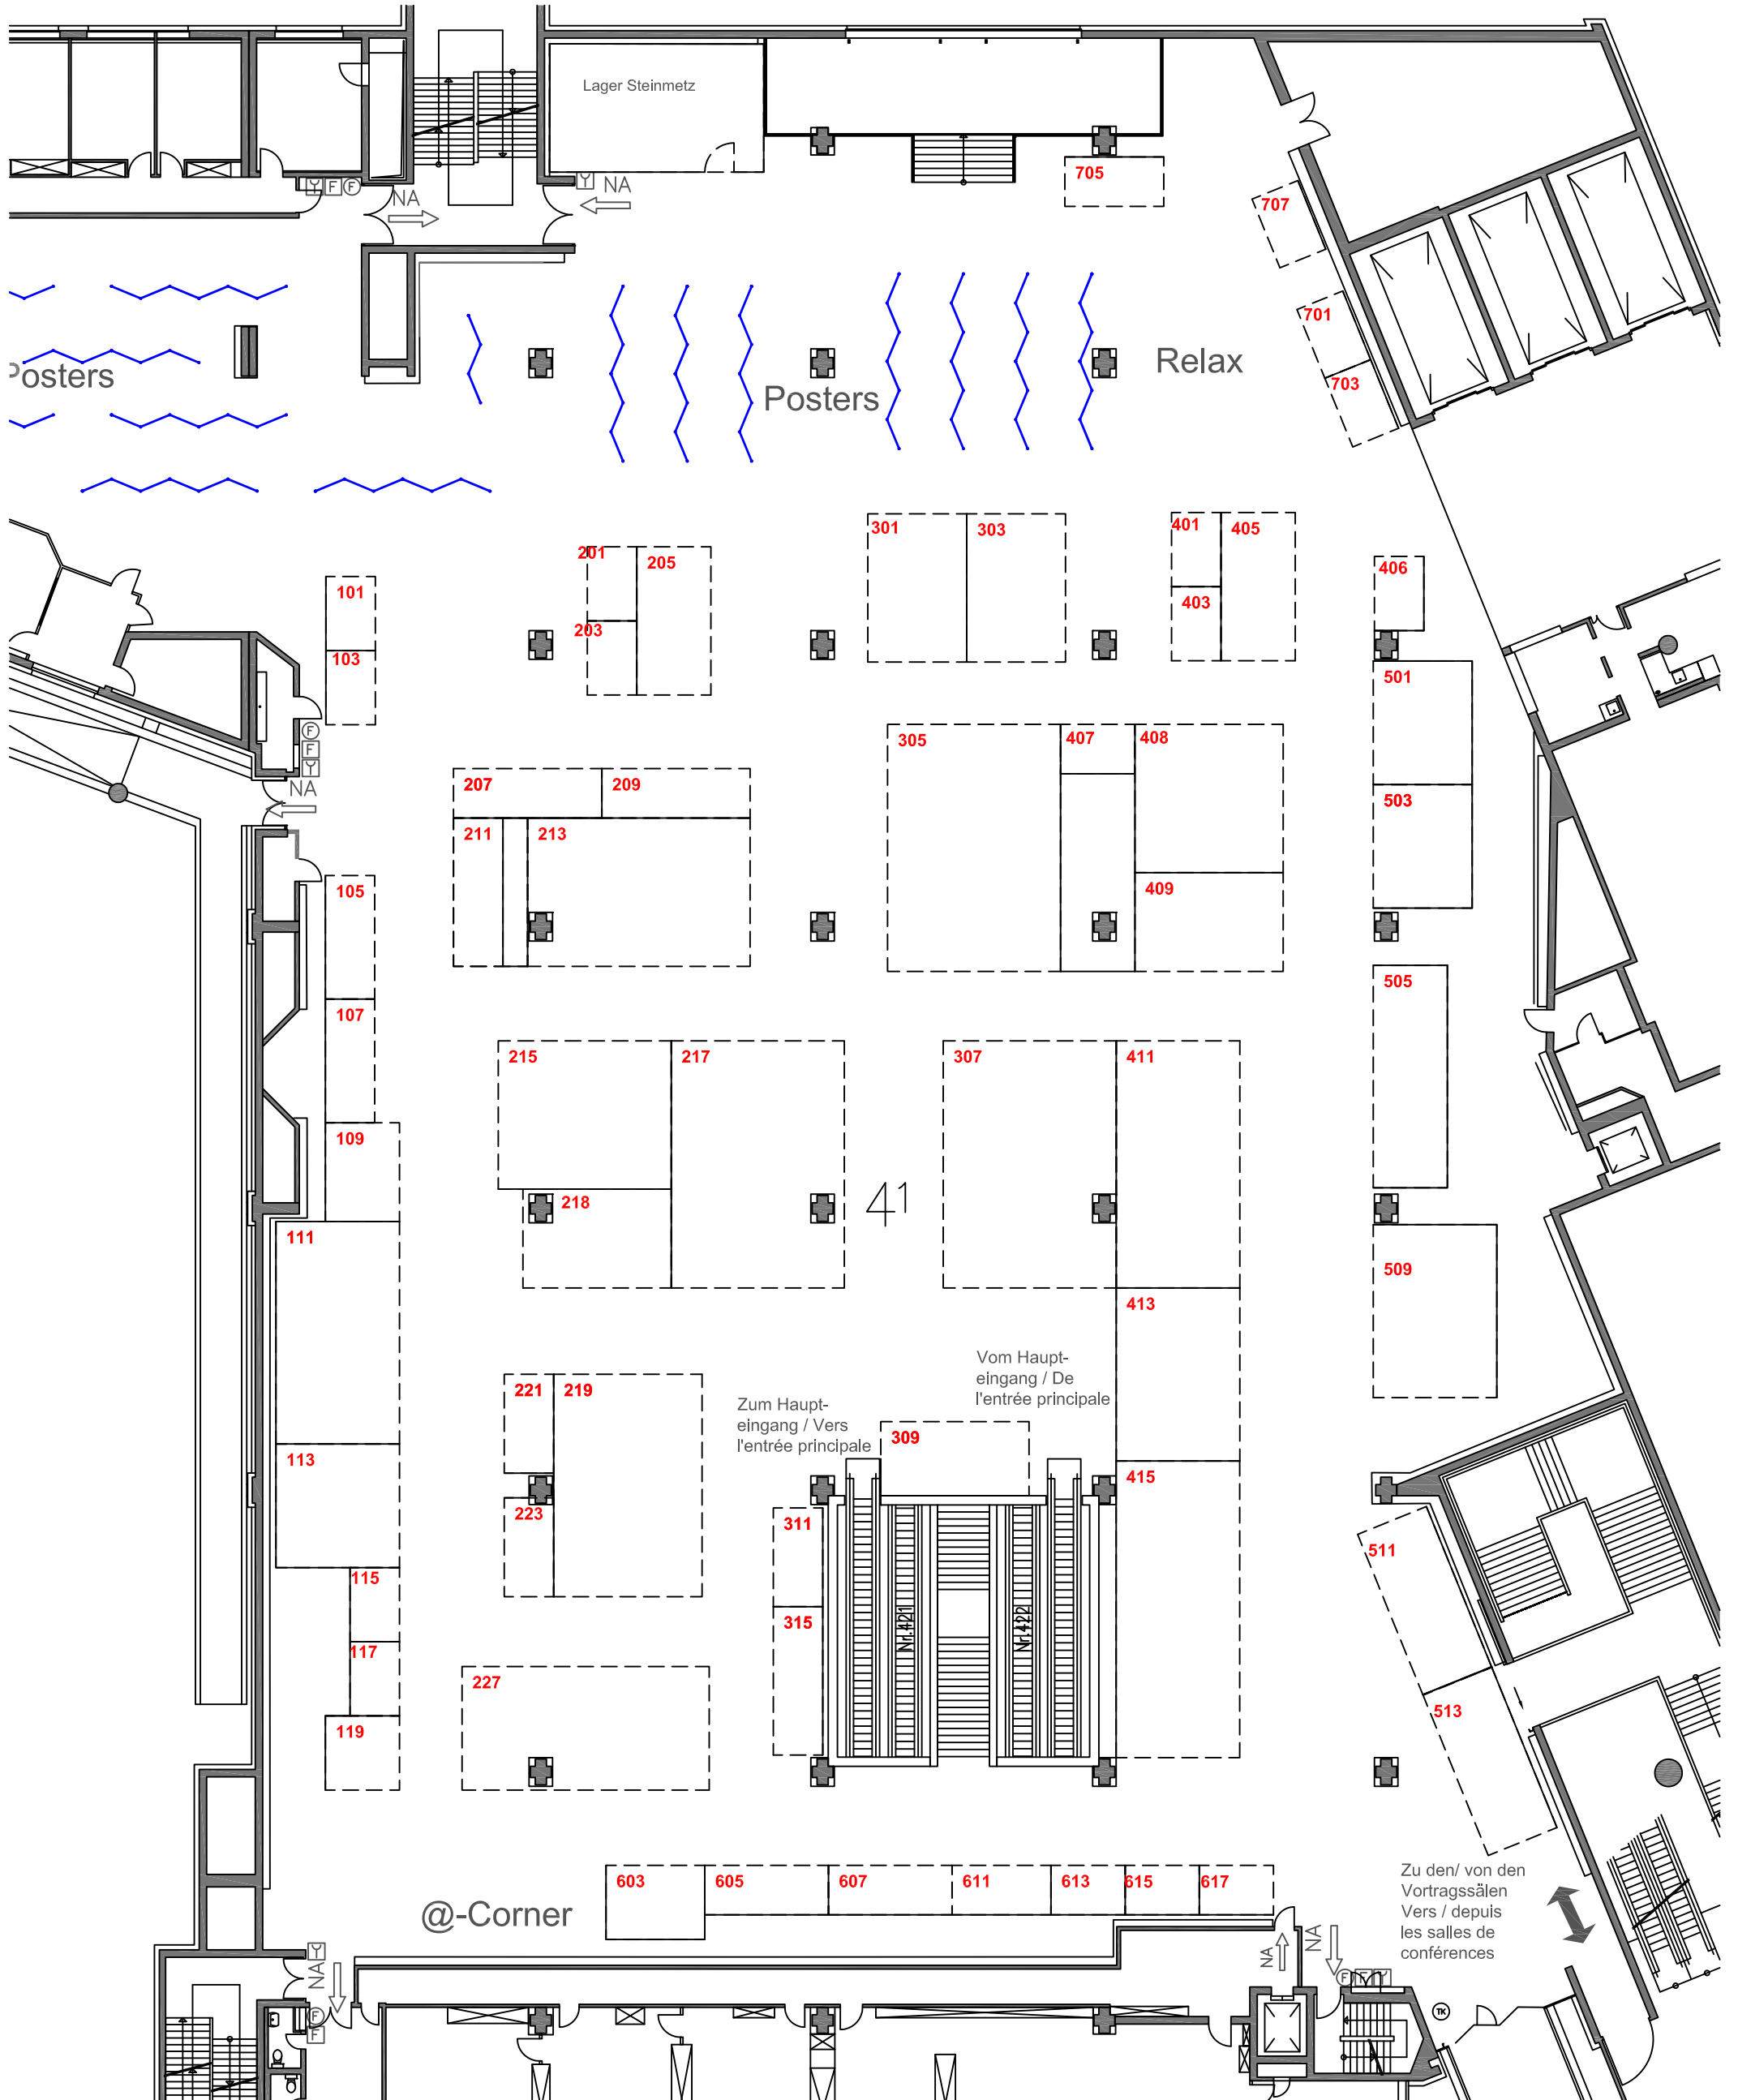 Lager Steinmetz
705
Y F F
NA
Y NA
707
701
703
Posters
Relax
Posters
301
303
401
405
201
205
406
101
403
203
103
501
F
F
Y
NA
305
407
408
207
209
503
211
213
105
409
505
107
215
217
307
411
109
218
41
111
509
413
Vom Haupt-
eingang / De
l'entrée principale
221
219
Zum Haupt-
eingang / Vers
l'entrée principale
309
113
415
223
311
511
115
315
Nr.421
Nr.422
117
227
513
119
603
605
607
611
613
615
617
@-Corner
Zu den/ von den
Vortragssälen
Vers / depuis
les salles de
conférences
Y
NA
NA
NA
F F Y
F
F
TK